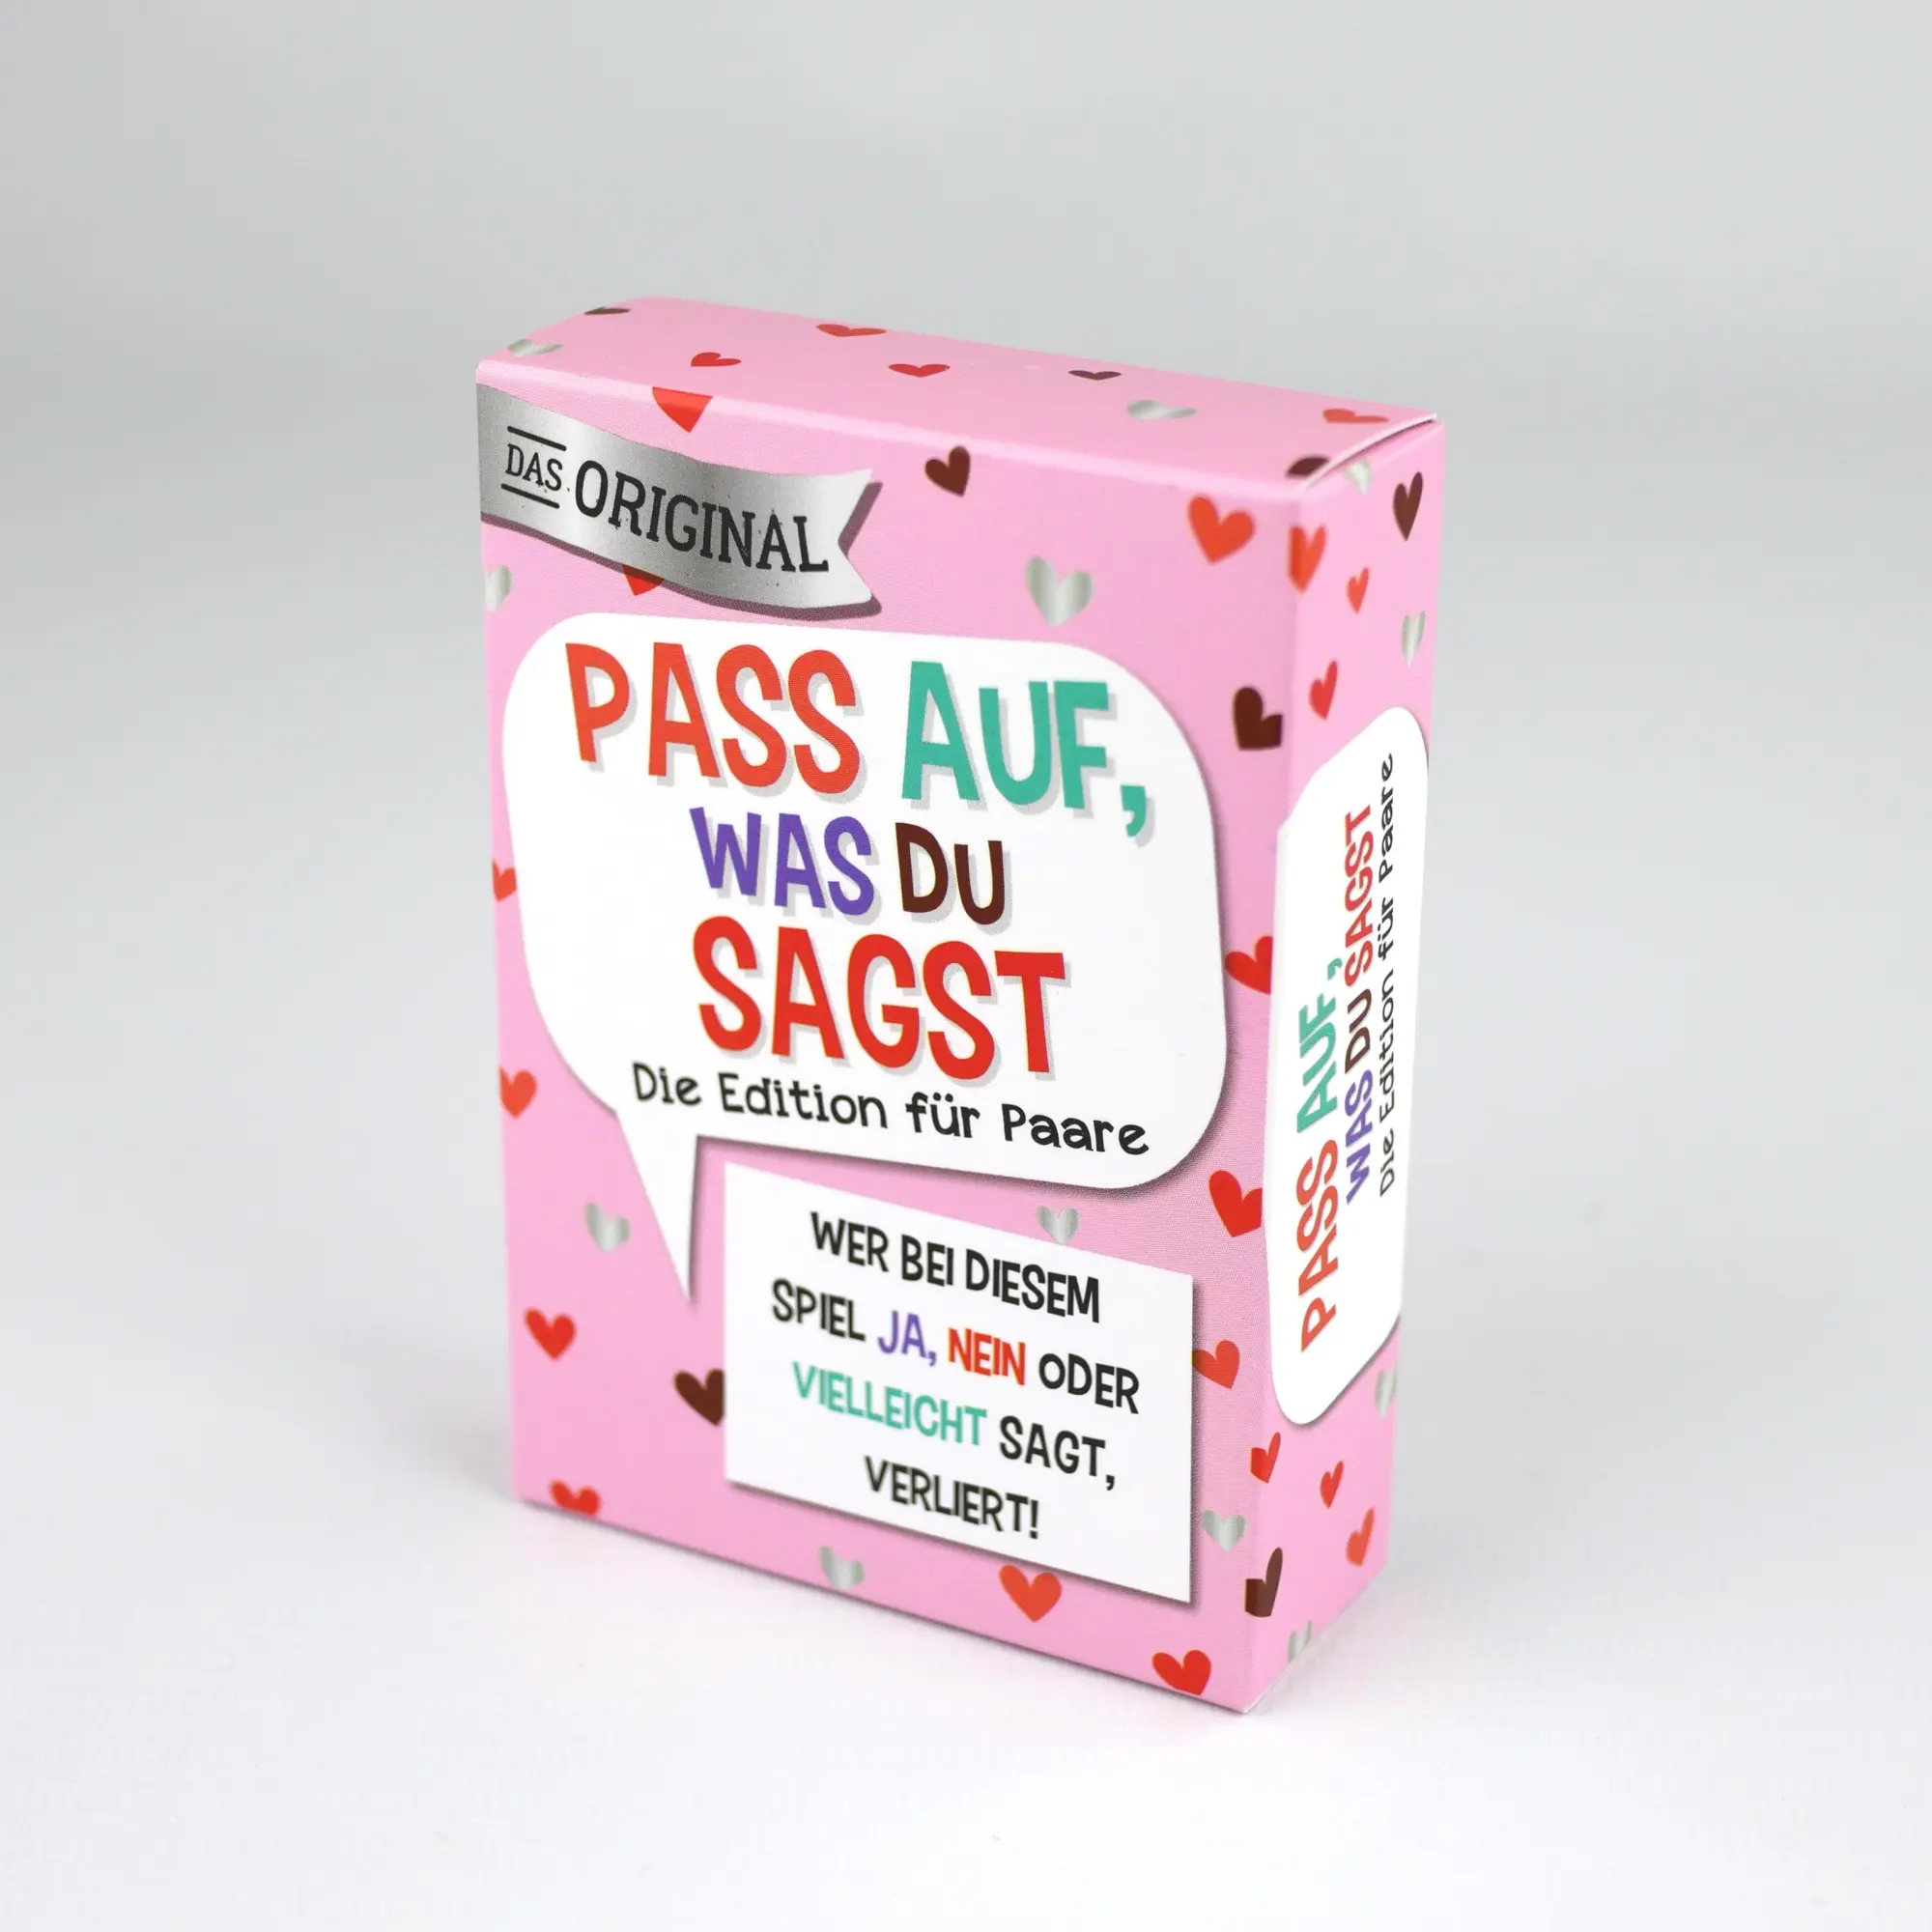 DAS ORIGINAL
PASS AUF,
WAS DU
SAGST
Die Edition für Paare
WER BEI DIESEM
SPIEL JA, NEIN ODER
VIELLEICHT SAGT,
VERLIERT!
PASS AUF,
WAS DU SAGST
Die Edition für Paare